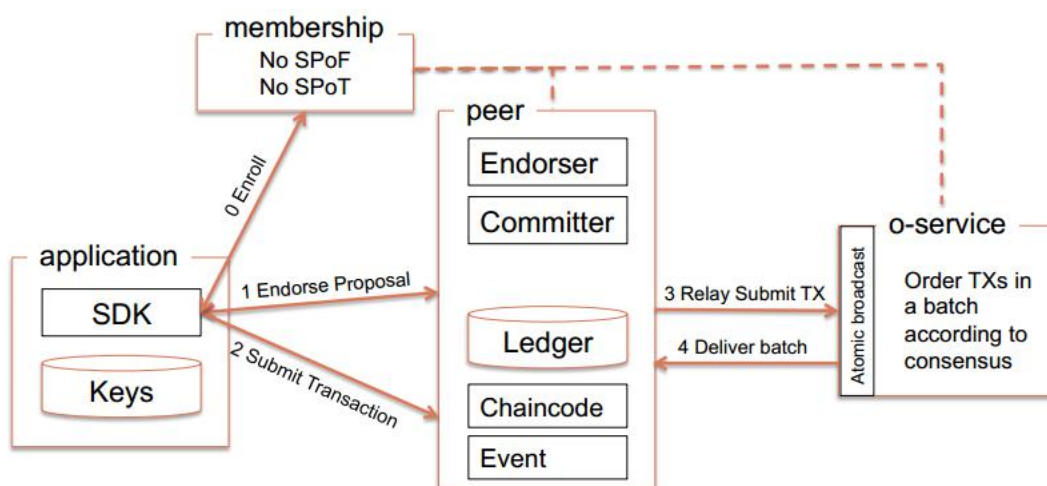 membership
No SPoF
No SPoT
peer
Endorser
Committer
0 Enroll
application
SDK
Keys
1 Endorse Proposal
2 Submit Transaction
Ledger
Chaincode
Event
3 Relay Submit TX
4 Deliver batch
o-service
Atomic broadcast
Order TXs in
a batch
according to
consensus